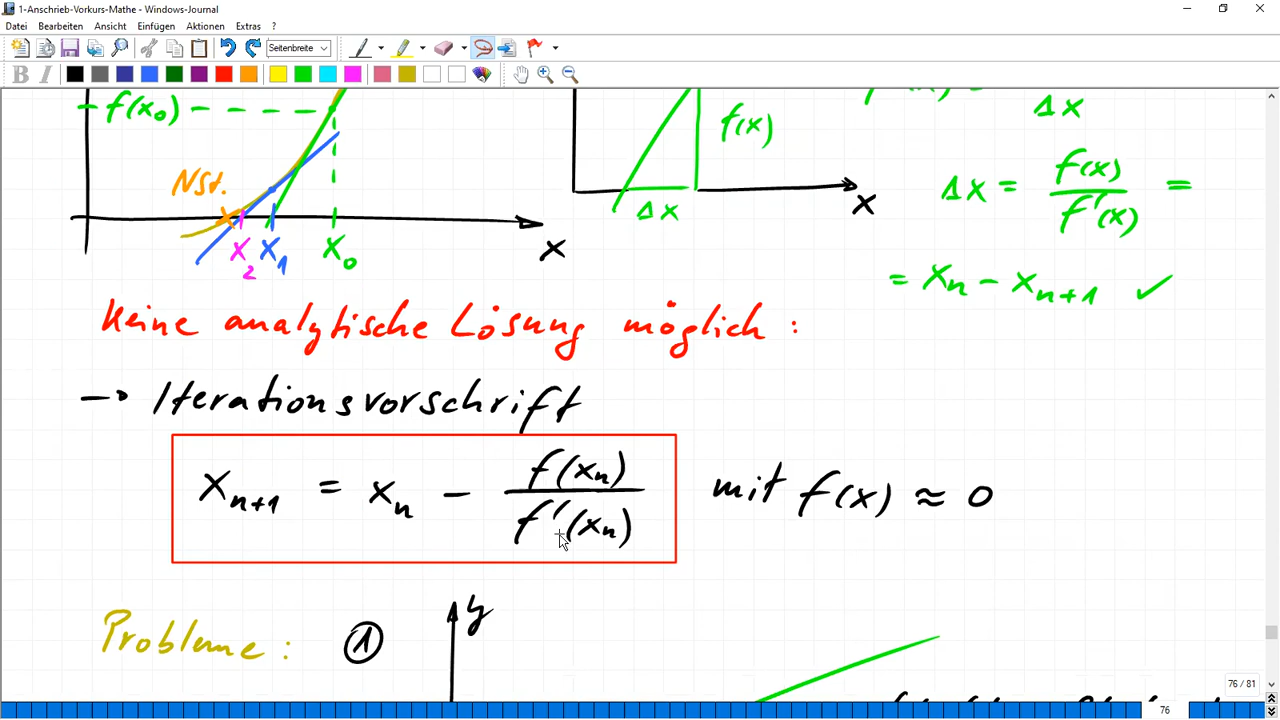 1-Anschrieb-Vorkurs-Mathe - Windows-Journal
Datei Bearbeiten Ansicht Einfügen Aktionen Extras ?
Seitenbreite
B I
f(x₀)
Nst.
x₂ x₁ x₀ x
f(x)
Δx x
Δx
Δx = f(x) / f'(x) =
= xₙ - xₙ₊₁ ✓
Keine analytische Lösung möglich :
→ Iterationsvorschrift
xₙ₊₁ = xₙ - f(xₙ) / f'(xₙ) mit f(x) ≈ 0
Probleme : ① y
76 / 81
76